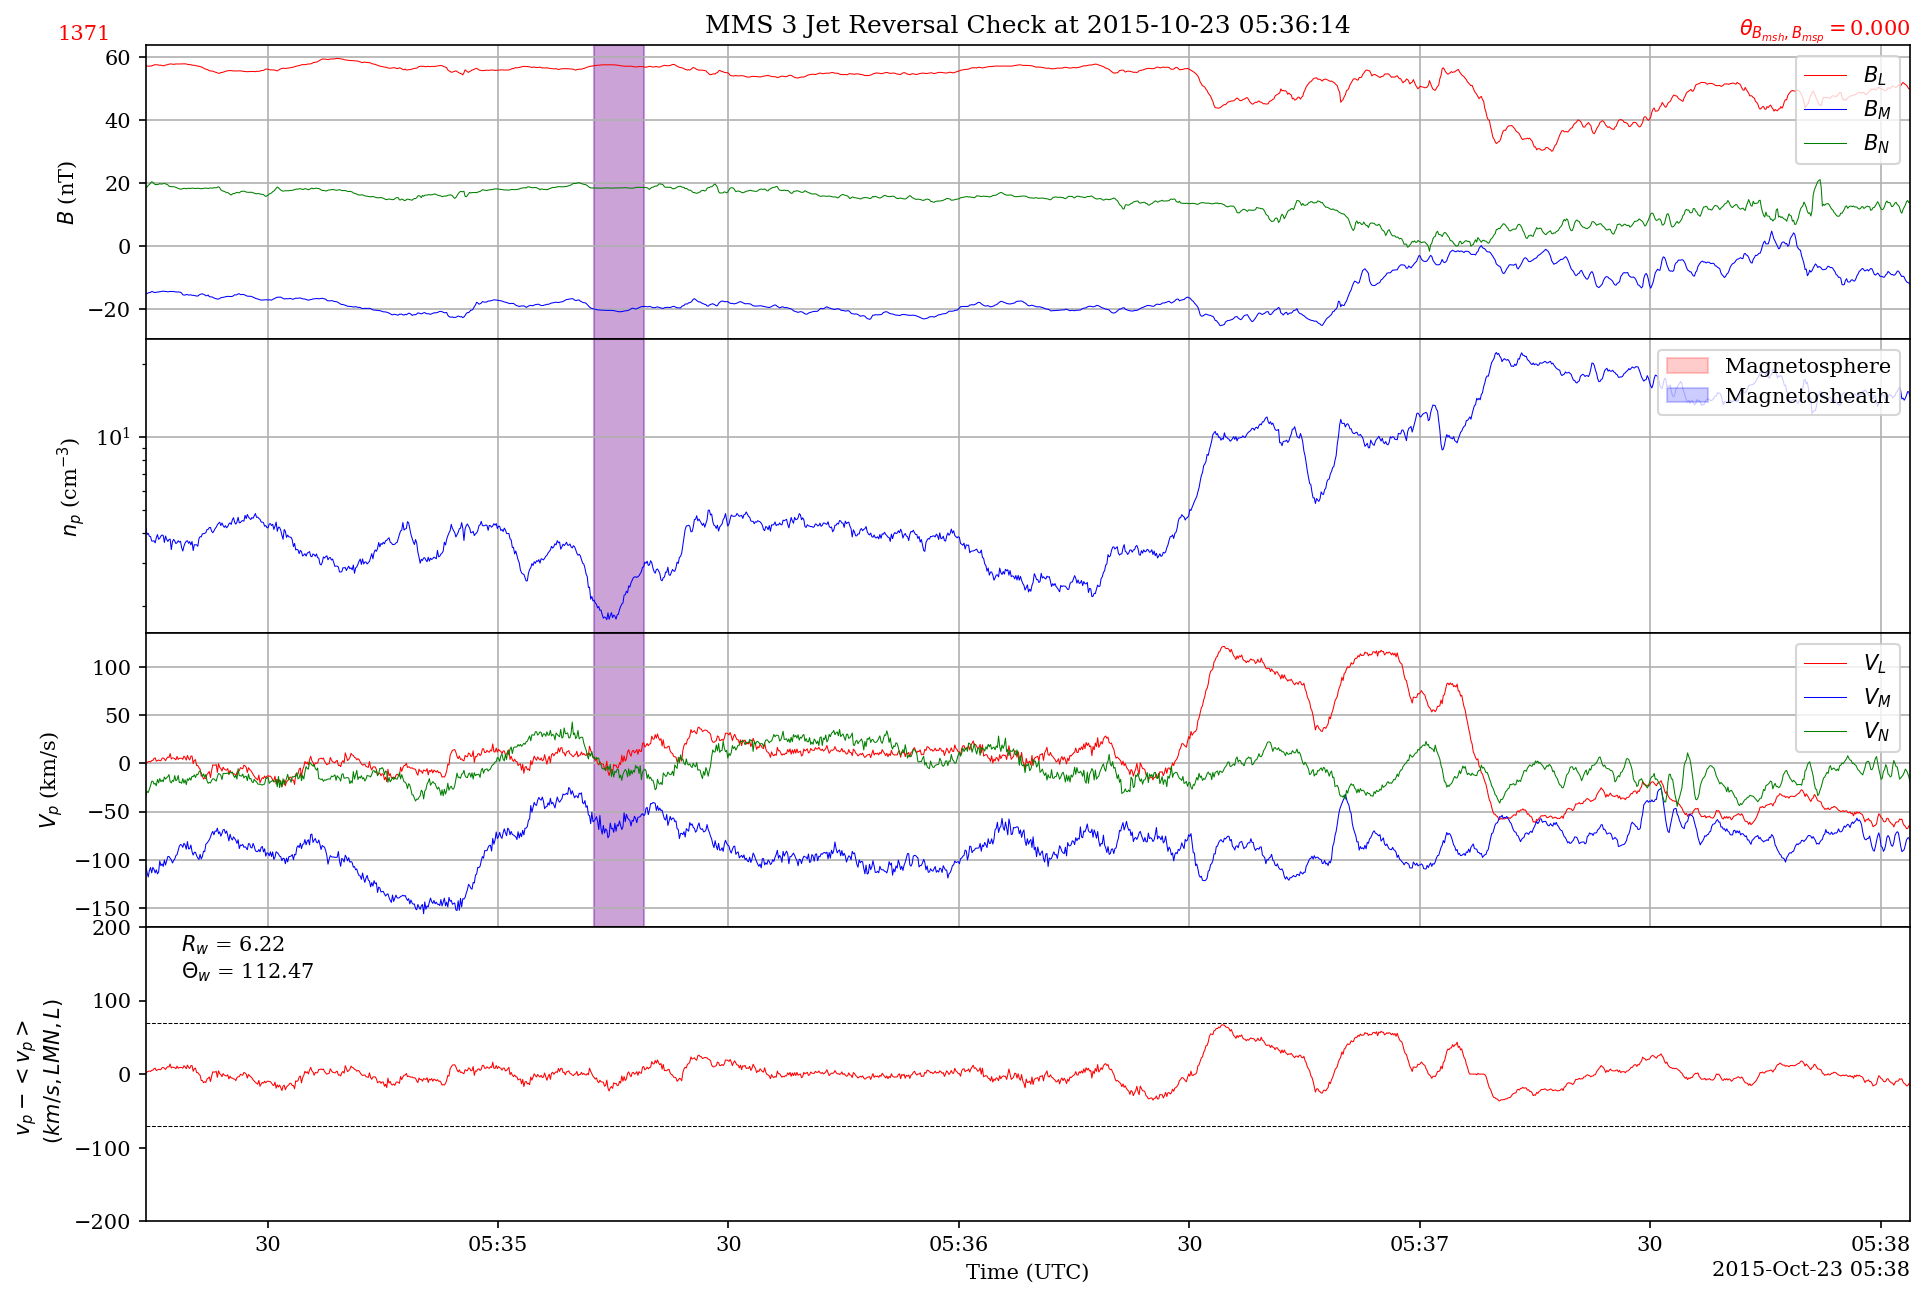 1371
MMS 3 Jet Reversal Check at 2015-10-23 05:36:14
θ_{B_{msh}, B_{msp}} = 0.000
B (nT)
60
40
20
0
−20
B_L
B_M
B_N
n_p (cm^{−3})
10^1
Magnetosphere
Magnetosheath
V_p (km/s)
100
50
0
−50
−100
−150
V_L
V_M
V_N
v_p − < v_p >
(km/s, LMN, L)
200
100
0
−100
−200
R_w = 6.22
Θ_w = 112.47
30 05:35 30 05:36 30 05:37 30 05:38
Time (UTC)
2015-Oct-23 05:38